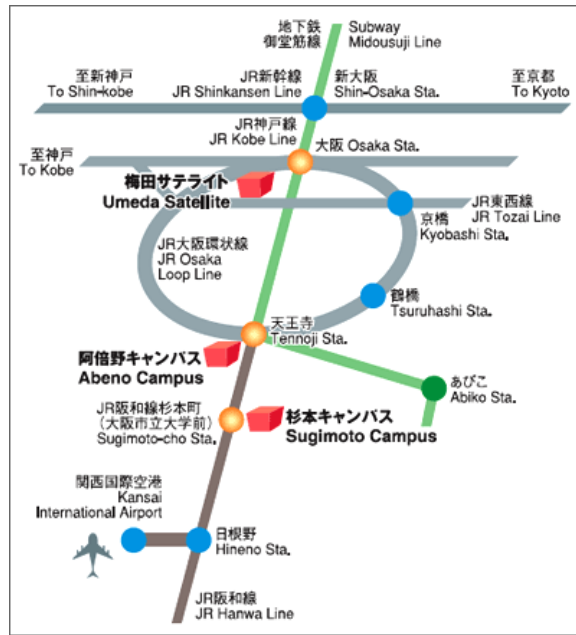 地下鉄
御堂筋線
Subway
Midousuji Line
至新神戸
To Shin-kobe
JR新幹線
JR Shinkansen Line
新大阪
Shin-Osaka Sta.
至京都
To Kyoto
JR神戸線
JR Kobe Line
大阪 Osaka Sta.
至神戸
To Kobe
梅田サテライト
Umeda Satellite
JR東西線
JR Tozai Line
京橋
Kyobashi Sta.
JR大阪環状線
JR Osaka
Loop Line
鶴橋
Tsuruhashi Sta.
天王寺
Tennoji Sta.
阿倍野キャンパス
Abeno Campus
あびこ
Abiko Sta.
JR阪和線杉本町
(大阪市立大学前)
Sugimoto-cho Sta.
杉本キャンパス
Sugimoto Campus
関西国際空港
Kansai
International Airport
日根野
Hineno Sta.
JR阪和線
JR Hanwa Line